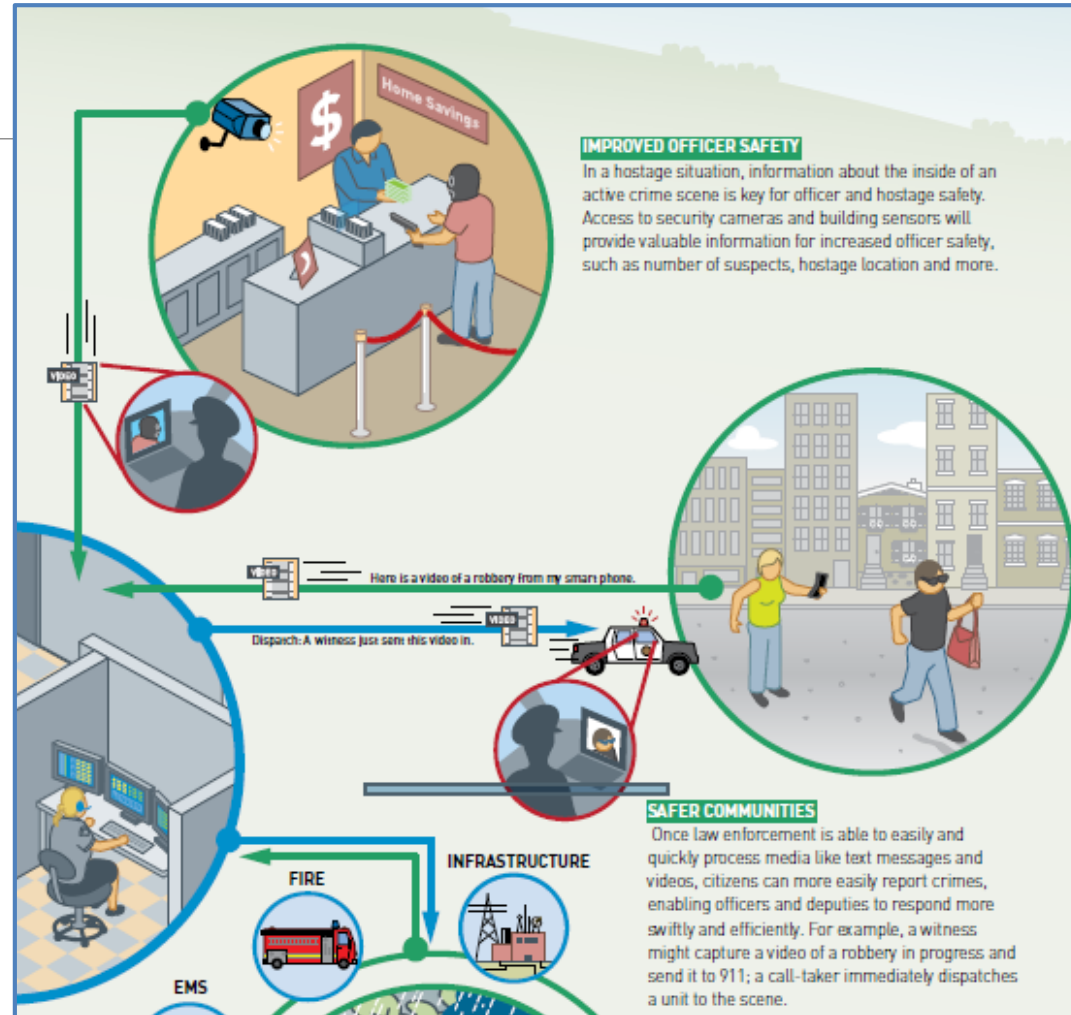 $
Home Savings
IMPROVED OFFICER SAFETY
In a hostage situation, information about the inside of an
active crime scene is key for officer and hostage safety.
Access to security cameras and building sensors will
provide valuable information for increased officer safety,
such as number of suspects, hostage location and more.
VIDEO
VIDEO
Here is a video of a robbery from my smart phone.
VIDEO
Dispatch: A witness just sent this video in.
SAFER COMMUNITIES
Once law enforcement is able to easily and
quickly process media like text messages and
videos, citizens can more easily report crimes,
enabling officers and deputies to respond more
swiftly and efficiently. For example, a witness
might capture a video of a robbery in progress and
send it to 911; a call-taker immediately dispatches
a unit to the scene.
INFRASTRUCTURE
FIRE
EMS